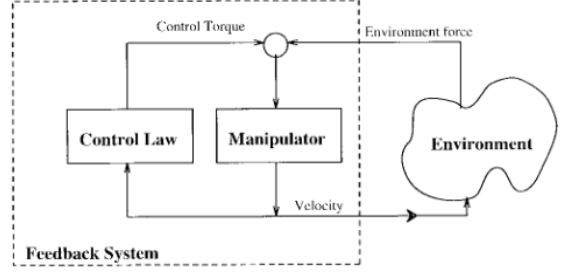 Control Torque
Environment force
Control Law
Manipulator
Environment
Velocity
Feedback System